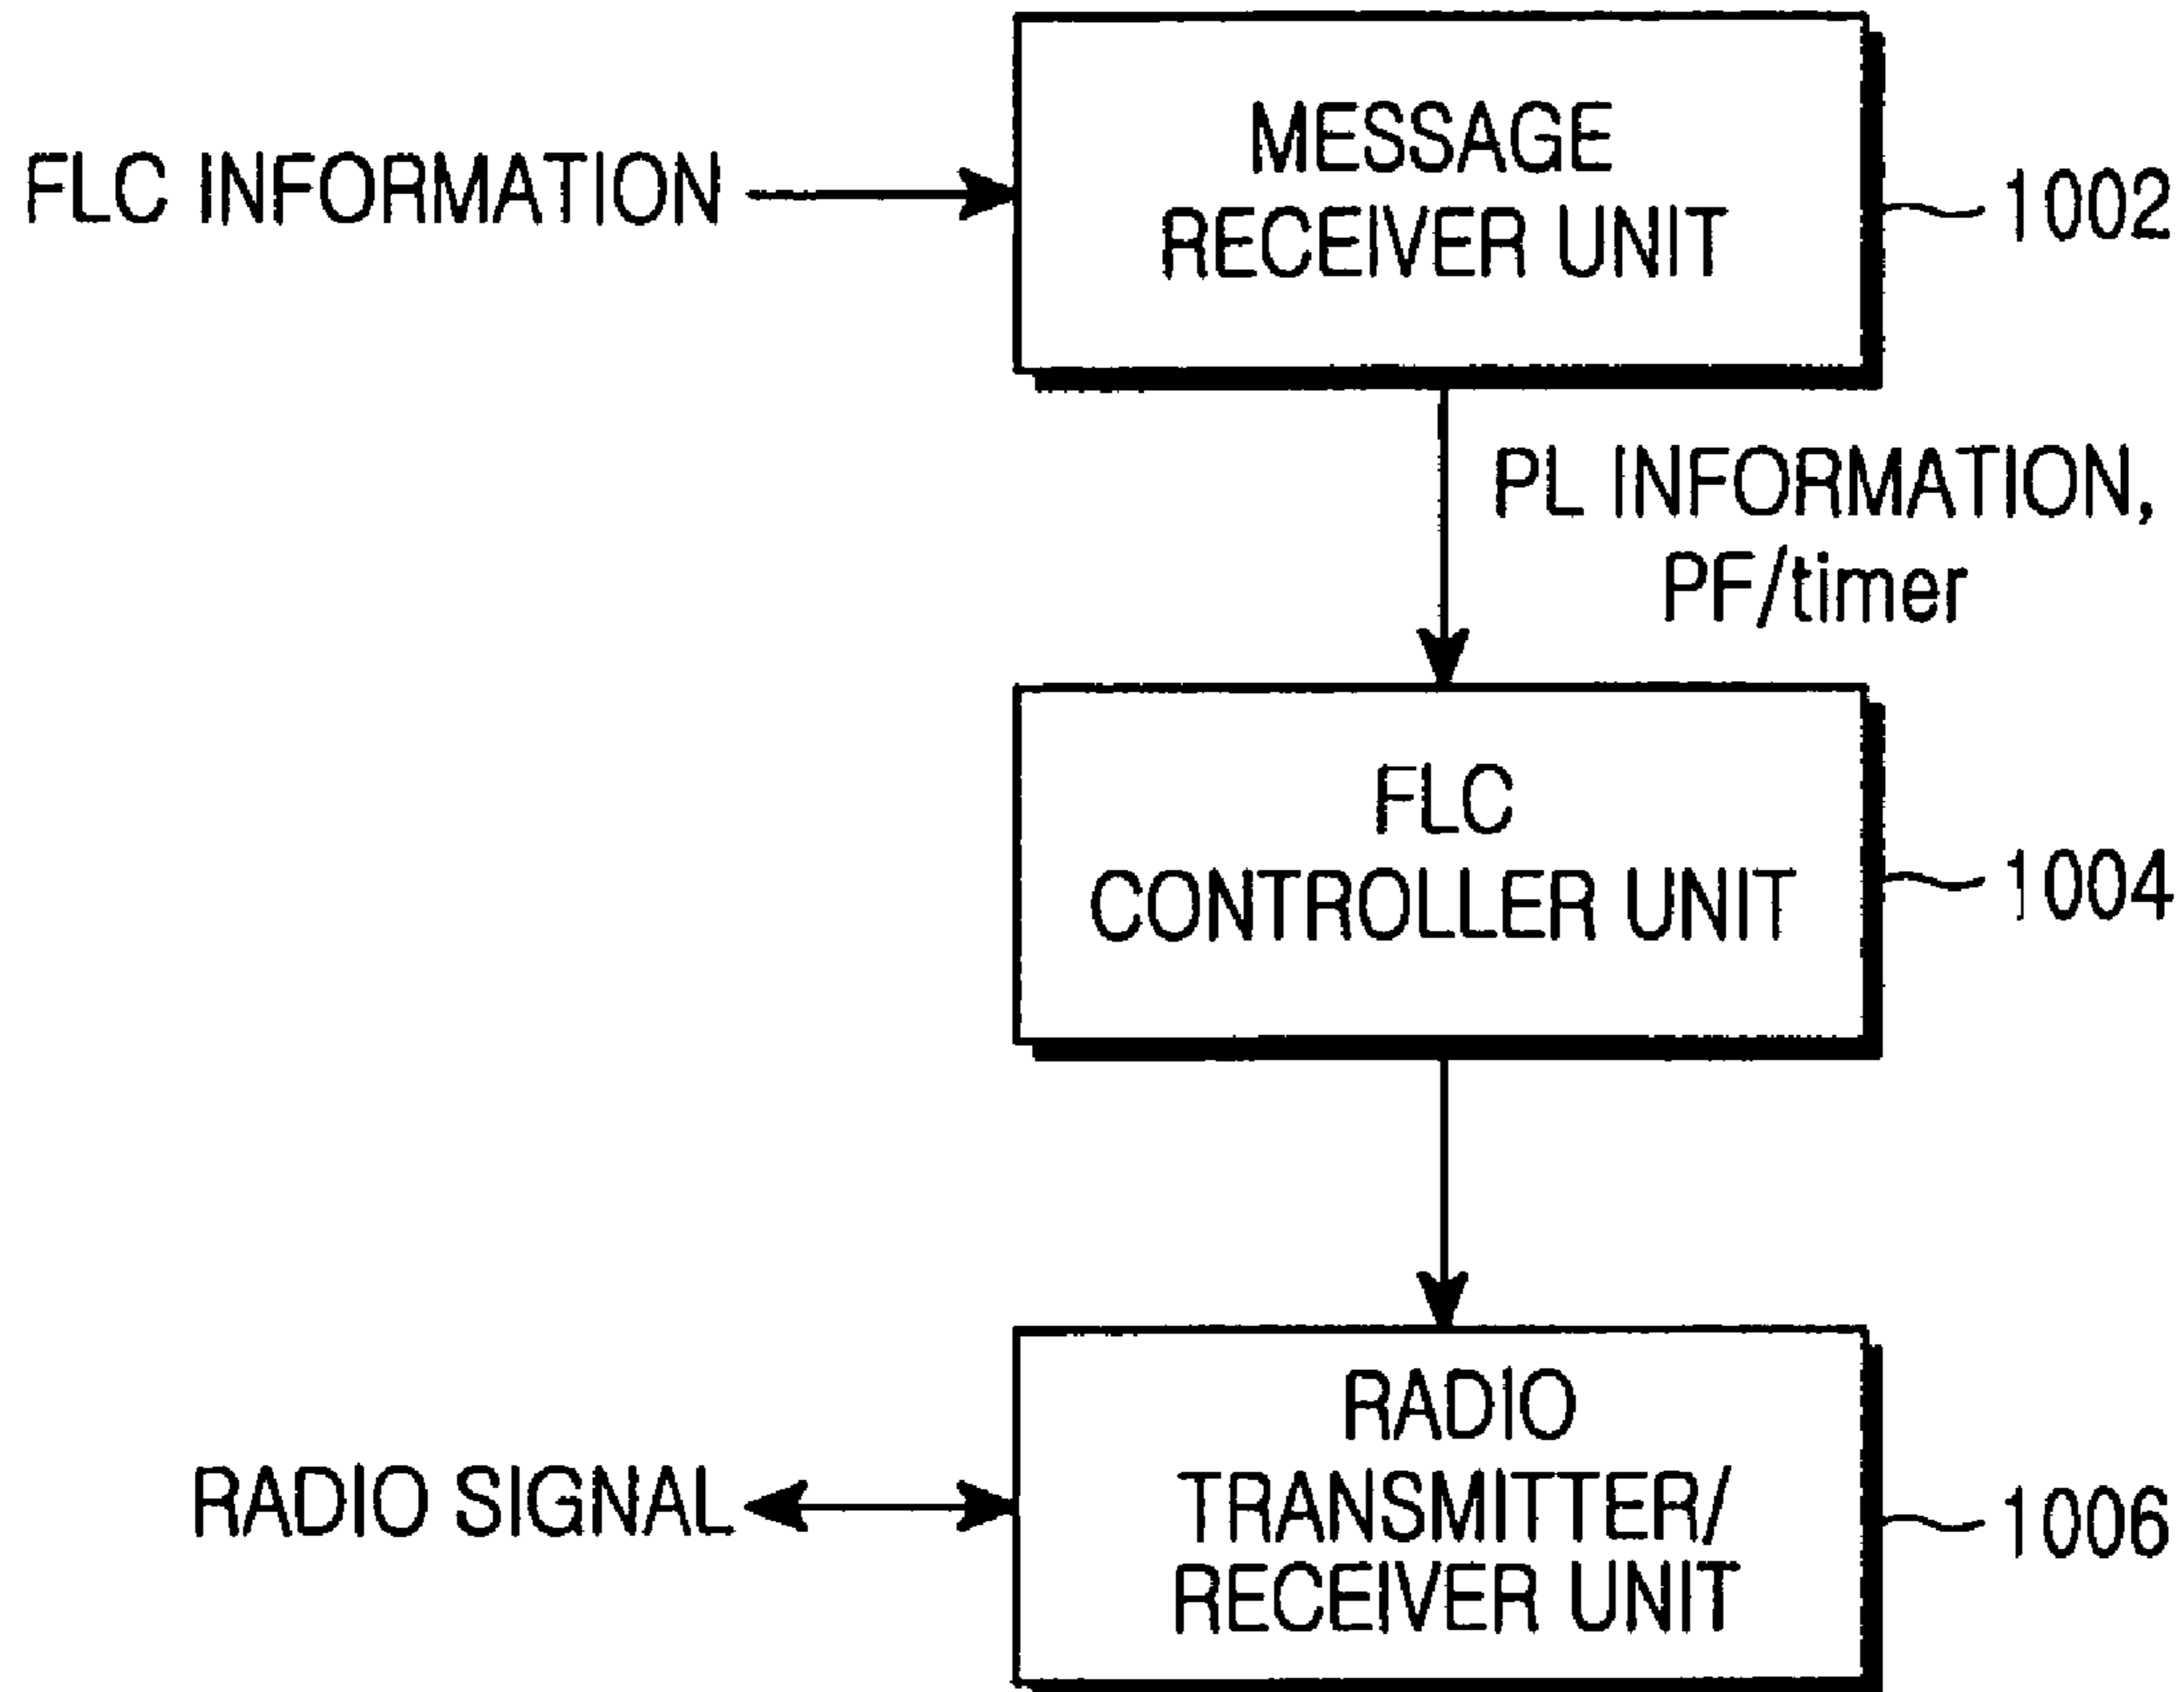 MESSAGE
RECEIVER UNIT
FLC INFORMATION
1002
PL INFORMATION,
PF/timer
FLC
CONTROLLER UNIT
1004
RADIO
TRANSMITTER/
RECEIVER UNIT
RADIO SIGNAL
1006